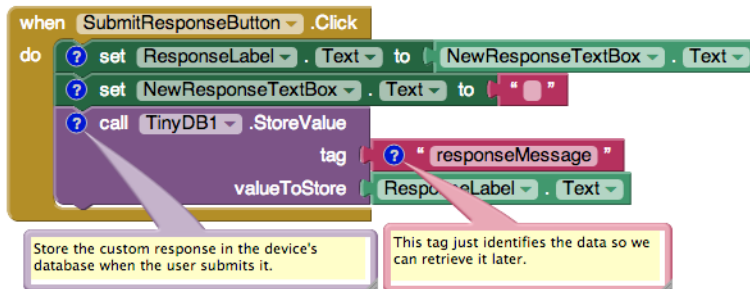 when SubmitResponseButton .Click
do ? set ResponseLabel . Text to NewResponseTextBox . Text
? set NewResponseTextBox . Text to " "
? call TinyDB1 .StoreValue
tag ? " responseMessage "
valueToStore ResponseLabel . Text
Store the custom response in the device's
database when the user submits it.
This tag just identifies the data so we
can retrieve it later.